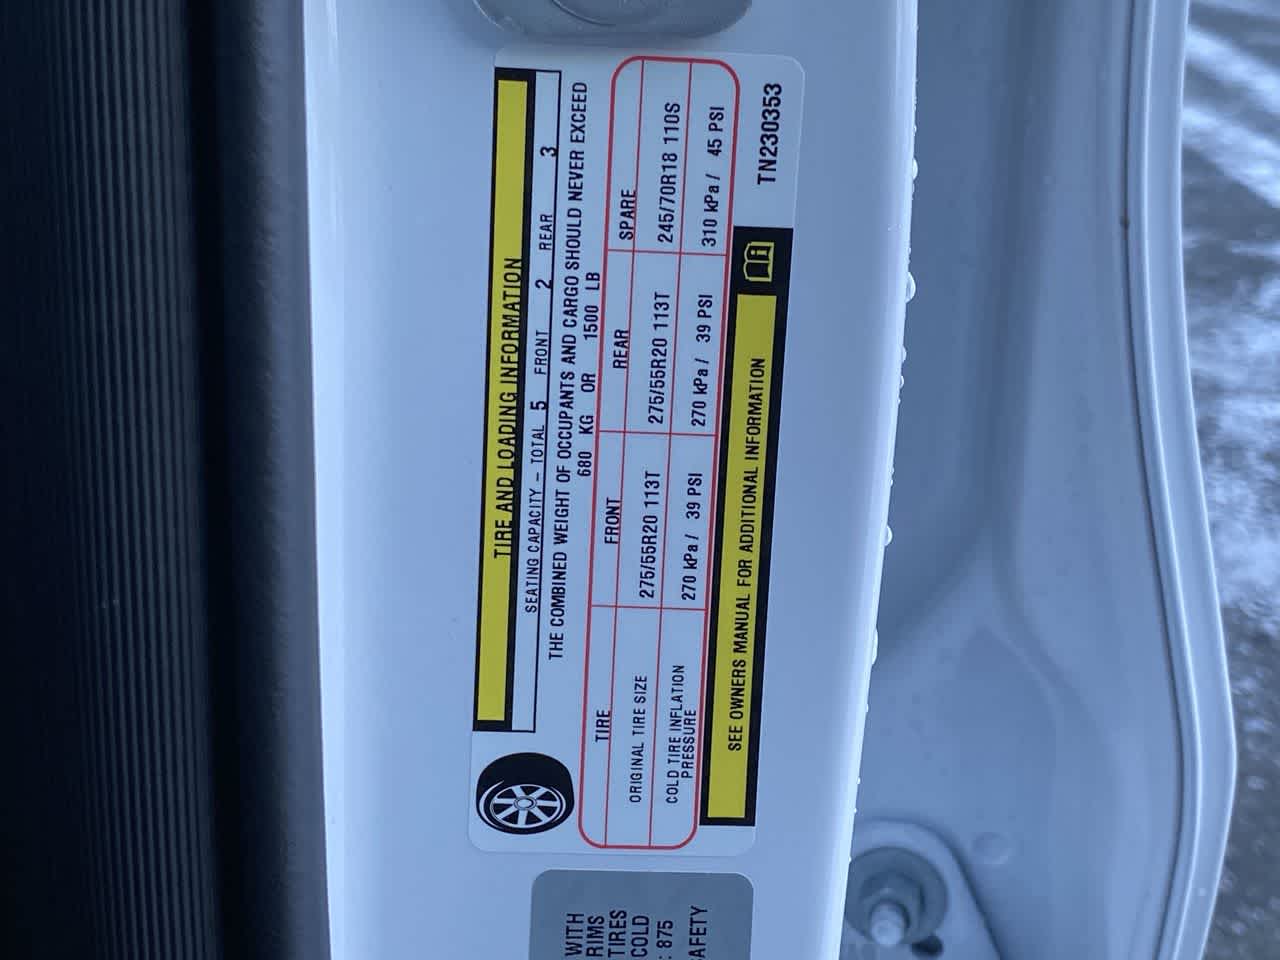 TIRE AND LOADING INFORMATION
SEATING CAPACITY – TOTAL 5 FRONT 2 REAR 3
THE COMBINED WEIGHT OF OCCUPANTS AND CARGO SHOULD NEVER EXCEED
680 KG OR 1500 LB
TIRE FRONT REAR SPARE
ORIGINAL TIRE SIZE 275/55R20 113T 275/55R20 113T 245/70R18 110S
COLD TIRE INFLATION
PRESSURE 270 kPa/ 39 PSI 270 kPa/ 39 PSI 310 kPa/ 45 PSI
SEE OWNERS MANUAL FOR ADDITIONAL INFORMATION
TN230353
WITH
RIMS
TIRES
COLD
: 875
AFETY